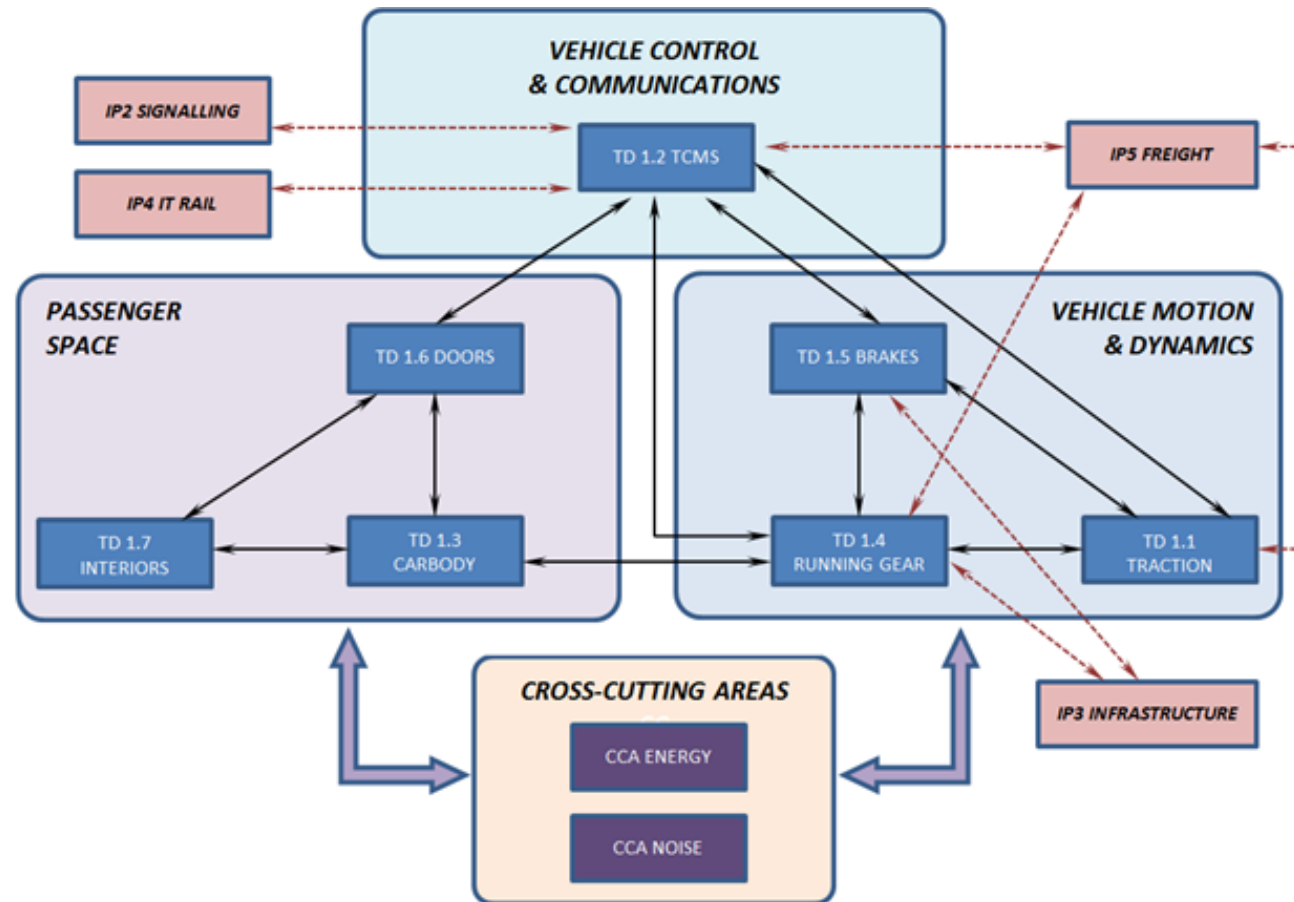 VEHICLE CONTROL
& COMMUNICATIONS
IP2 SIGNALLING
TD 1.2 TCMS
IP5 FREIGHT
IP4 IT RAIL
PASSENGER
SPACE
VEHICLE MOTION
& DYNAMICS
TD 1.6 DOORS
TD 1.5 BRAKES
TD 1.7
INTERIORS
TD 1.3
CARBODY
TD 1.4
RUNNING GEAR
TD 1.1
TRACTION
CROSS-CUTTING AREAS
IP3 INFRASTRUCTURE
CCA ENERGY
CCA NOISE